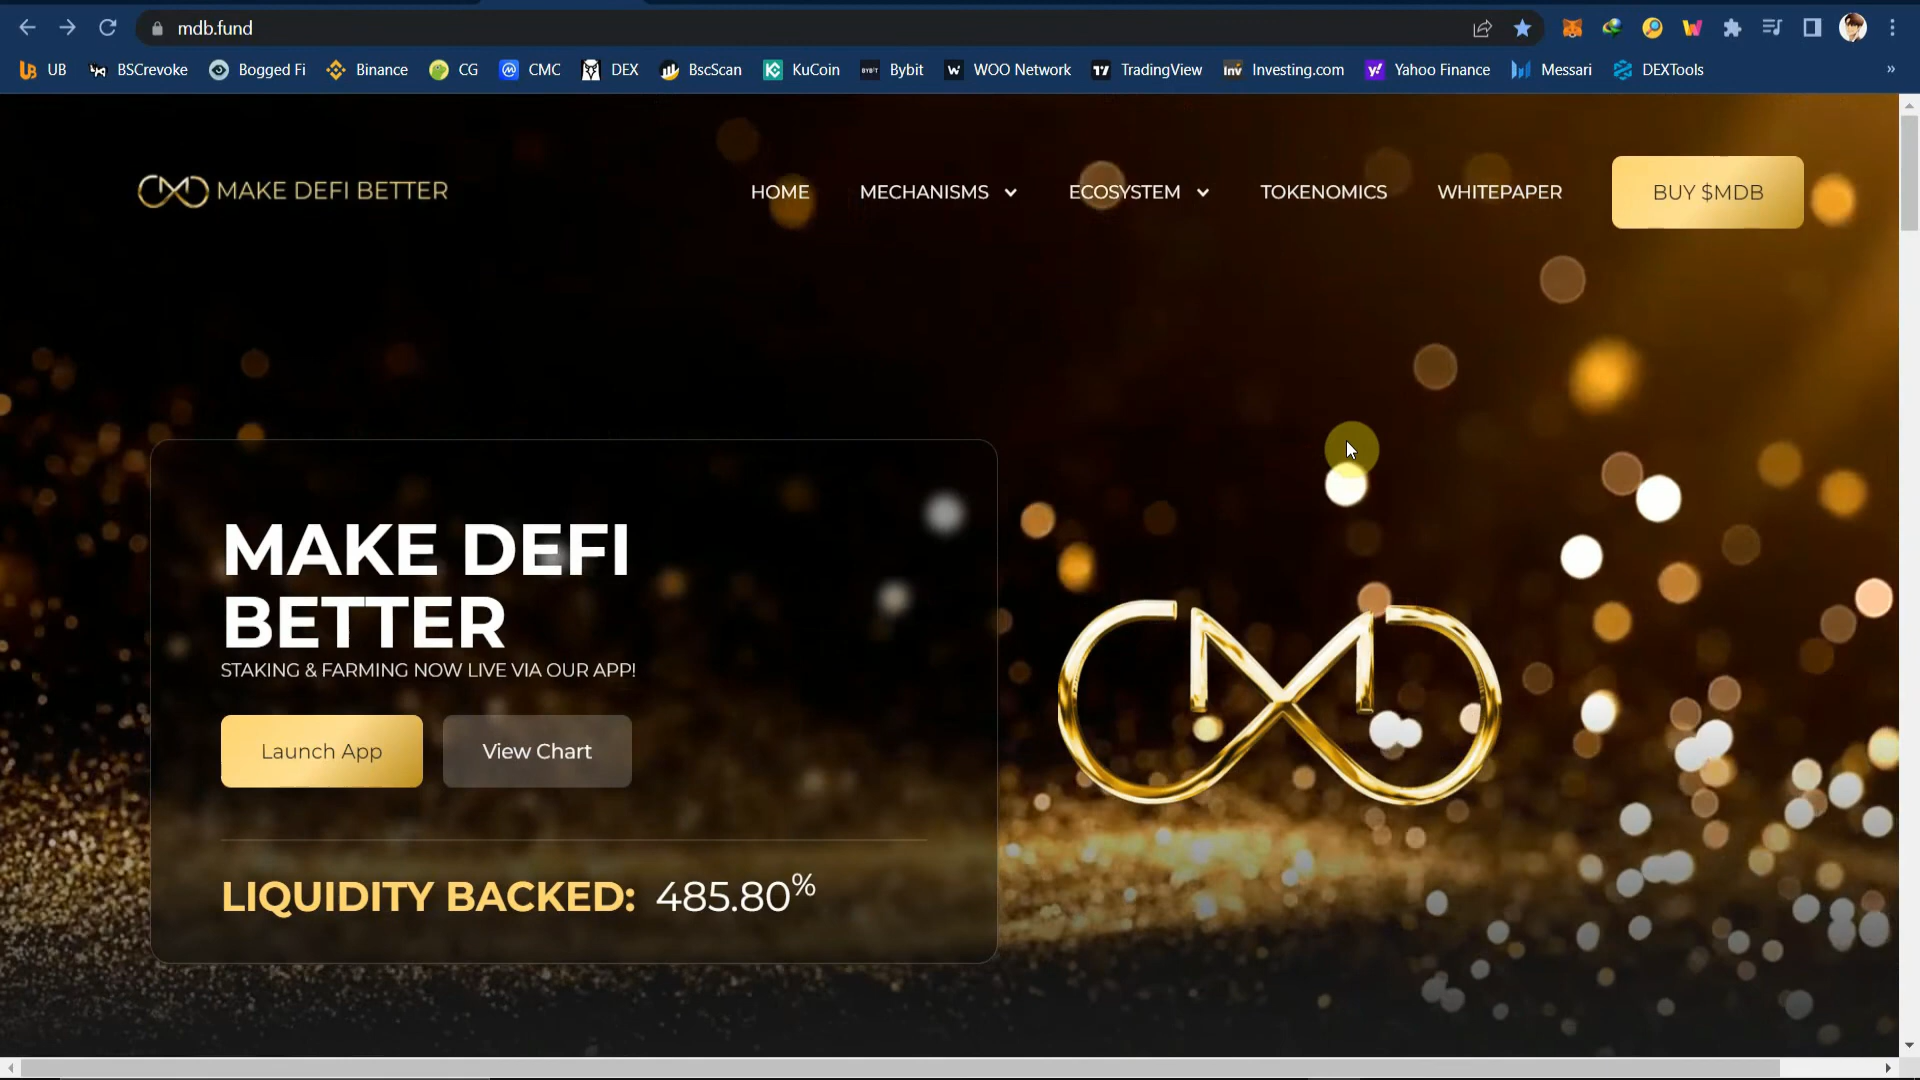 mdb.fund
UB BSCrevoke Bogged Fi Binance CG CMC DEX BscScan KuCoin Bybit WOO Network TradingView Investing.com Yahoo Finance Messari DEXTools »
MAKE DEFI BETTER
HOME MECHANISMS ECOSYSTEM TOKENOMICS WHITEPAPER BUY $MDB
MAKE DEFI
BETTER
STAKING & FARMING NOW LIVE VIA OUR APP!
Launch App View Chart
LIQUIDITY BACKED: 485.80%